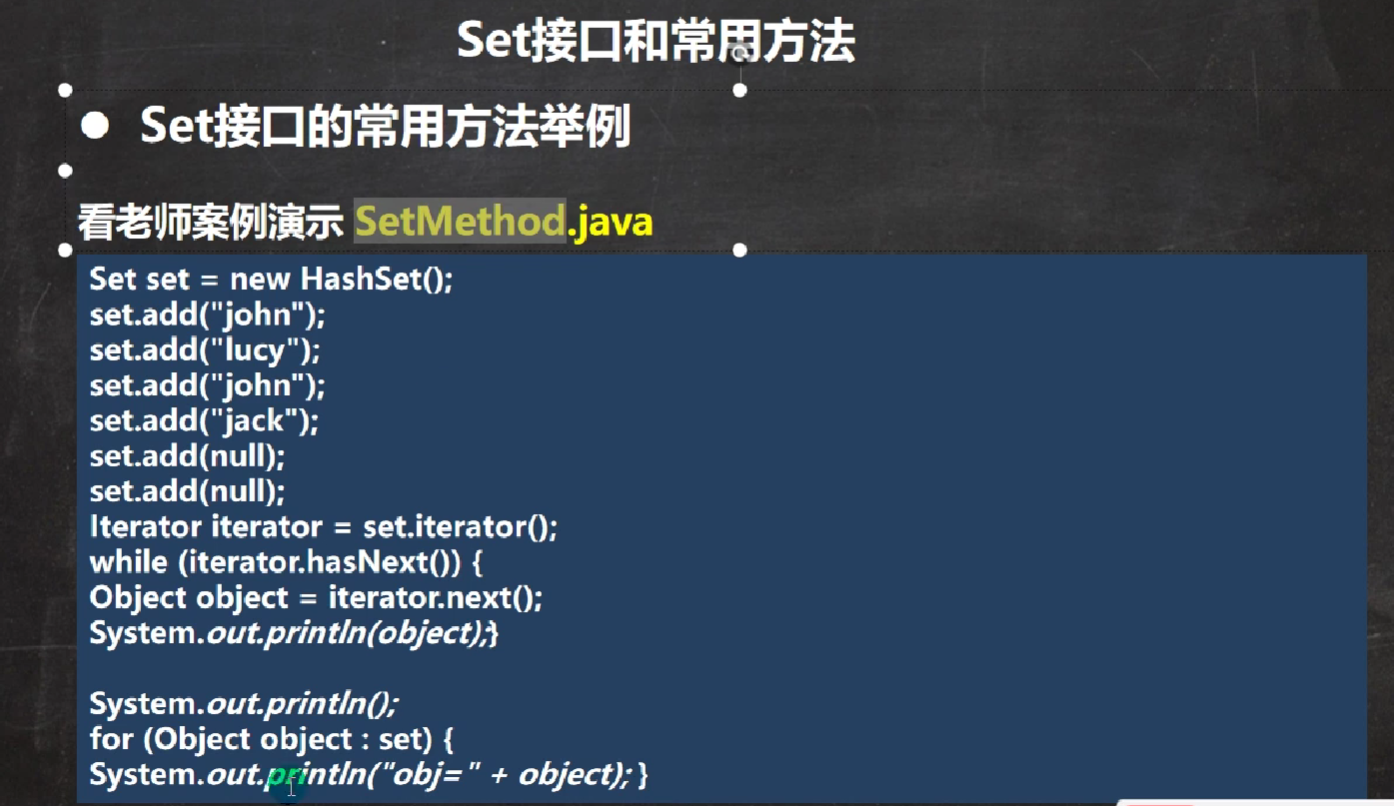 Set接口和常用方法
● Set接口的常用方法举例
看老师案例演示 SetMethod.java
Set set = new HashSet();
set.add("john");
set.add("lucy");
set.add("john");
set.add("jack");
set.add(null);
set.add(null);
Iterator iterator = set.iterator();
while (iterator.hasNext()) {
Object object = iterator.next();
System.out.println(object);}
System.out.println();
for (Object object : set) {
System.out.println("obj=" + object); }